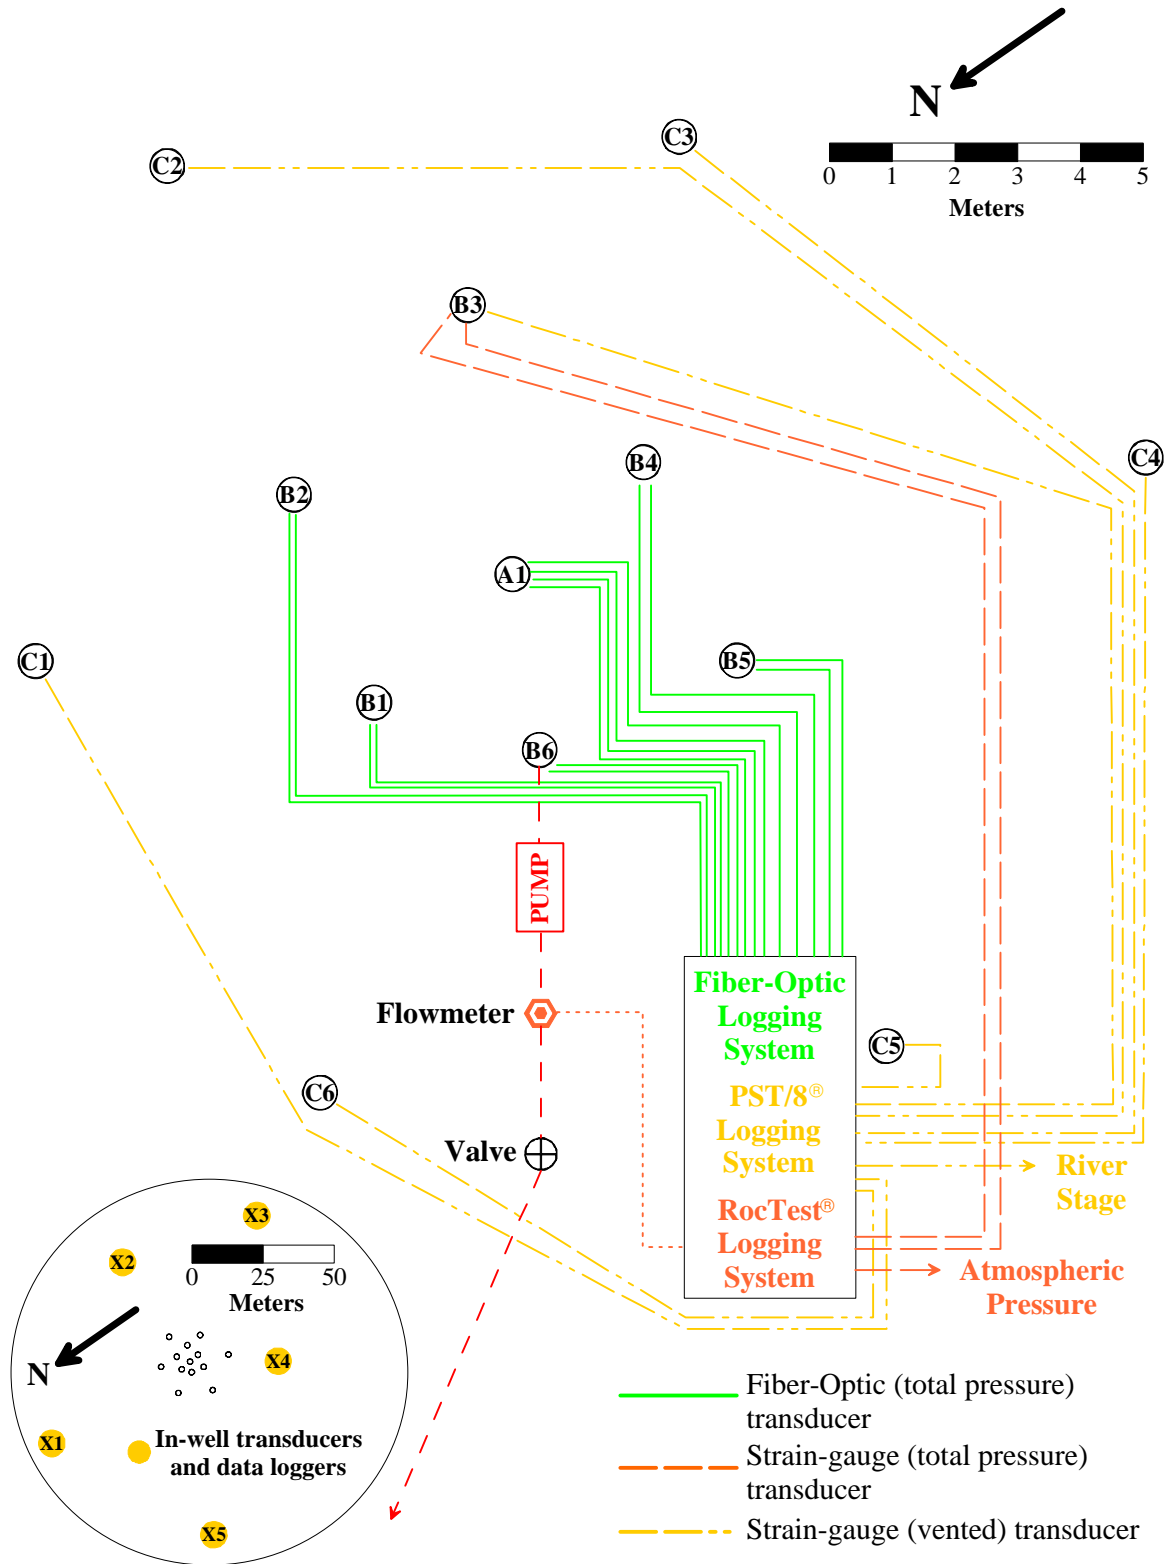 N
C3
C2
0 1 2 3 4 5
Meters
B3
C4
B4
B2
A1
C1
B5
B1
B6
PUMP
Fiber-Optic
Logging
System
Flowmeter
C5
PST/8®
Logging
System
C6
Valve
River
Stage
RocTest®
Logging
System
Atmospheric
Pressure
X3
X2
0 25 50
Meters
N
X4
X1
In-well transducers
and data loggers
X5
Fiber-Optic (total pressure)
transducer
Strain-gauge (total pressure)
transducer
Strain-gauge (vented) transducer